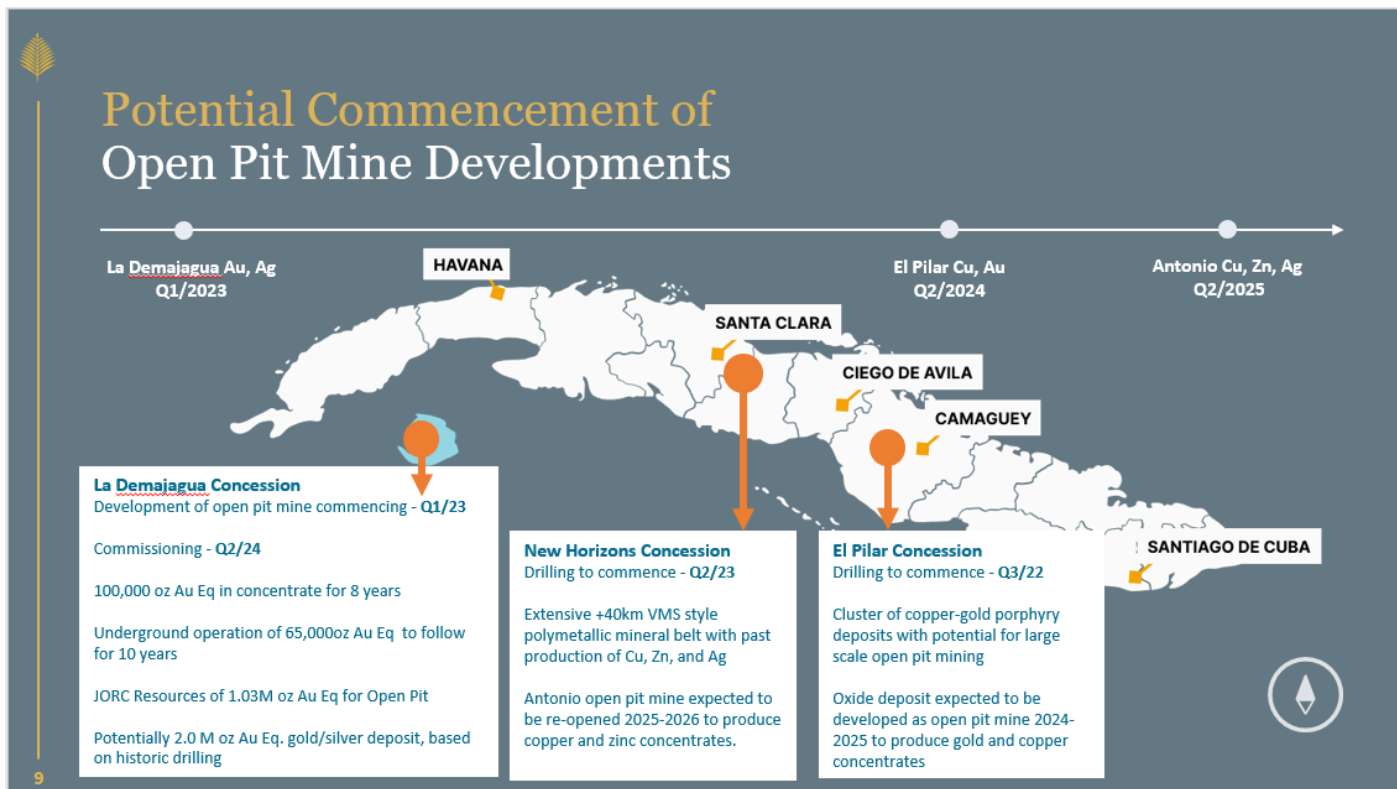 Potential Commencement of
Open Pit Mine Developments
La Demajagua Au, Ag
Q1/2023
El Pilar Cu, Au
Q2/2024
Antonio Cu, Zn, Ag
Q2/2025
HAVANA
SANTA CLARA
CIEGO DE AVILA
CAMAGUEY
SANTIAGO DE CUBA
La Demajagua Concession
Development of open pit mine commencing - Q1/23
Commissioning - Q2/24
100,000 oz Au Eq in concentrate for 8 years
Underground operation of 65,000oz Au Eq to follow
for 10 years
JORC Resources of 1.03M oz Au Eq for Open Pit
Potentially 2.0 M oz Au Eq. gold/silver deposit, based
on historic drilling
New Horizons Concession
Drilling to commence - Q2/23
Extensive +40km VMS style
polymetallic mineral belt with past
production of Cu, Zn, and Ag
Antonio open pit mine expected to
be re-opened 2025-2026 to produce
copper and zinc concentrates.
El Pilar Concession
Drilling to commence - Q3/22
Cluster of copper-gold porphyry
deposits with potential for large
scale open pit mining
Oxide deposit expected to be
developed as open pit mine 2024-
2025 to produce gold and copper
concentrates
9